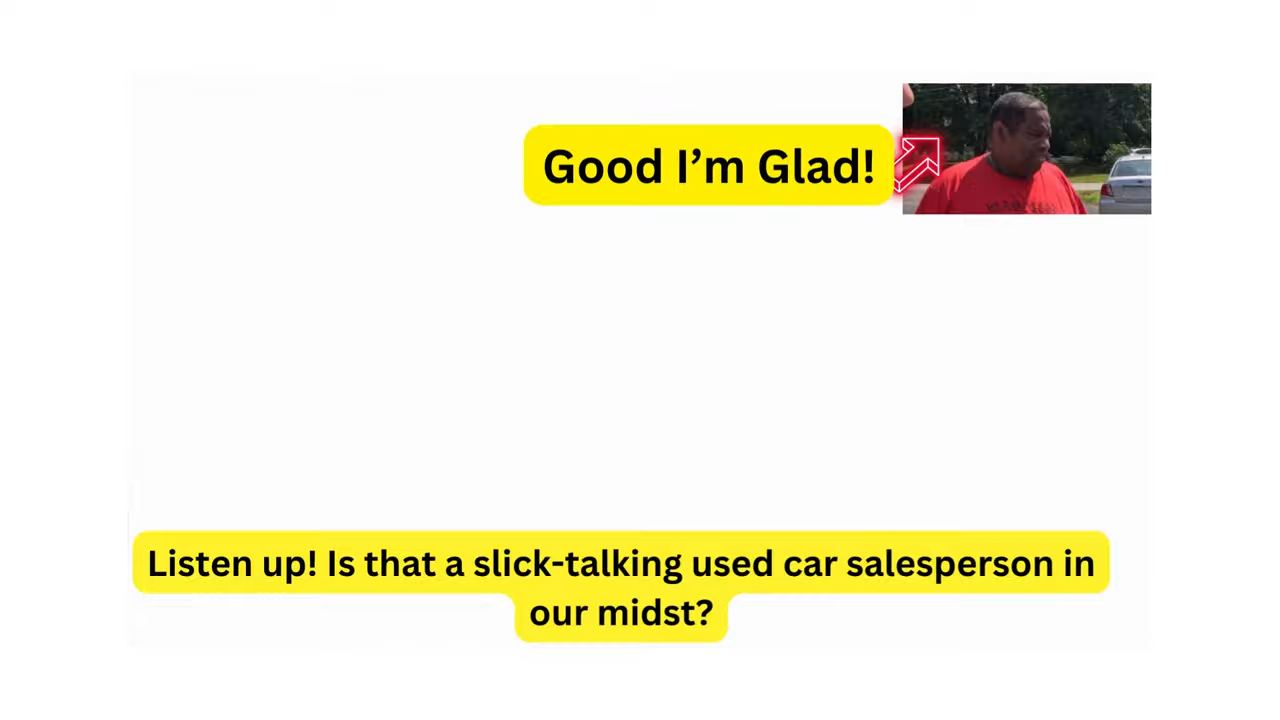 Good I’m Glad!
Listen up! Is that a slick-talking used car salesperson in
our midst?